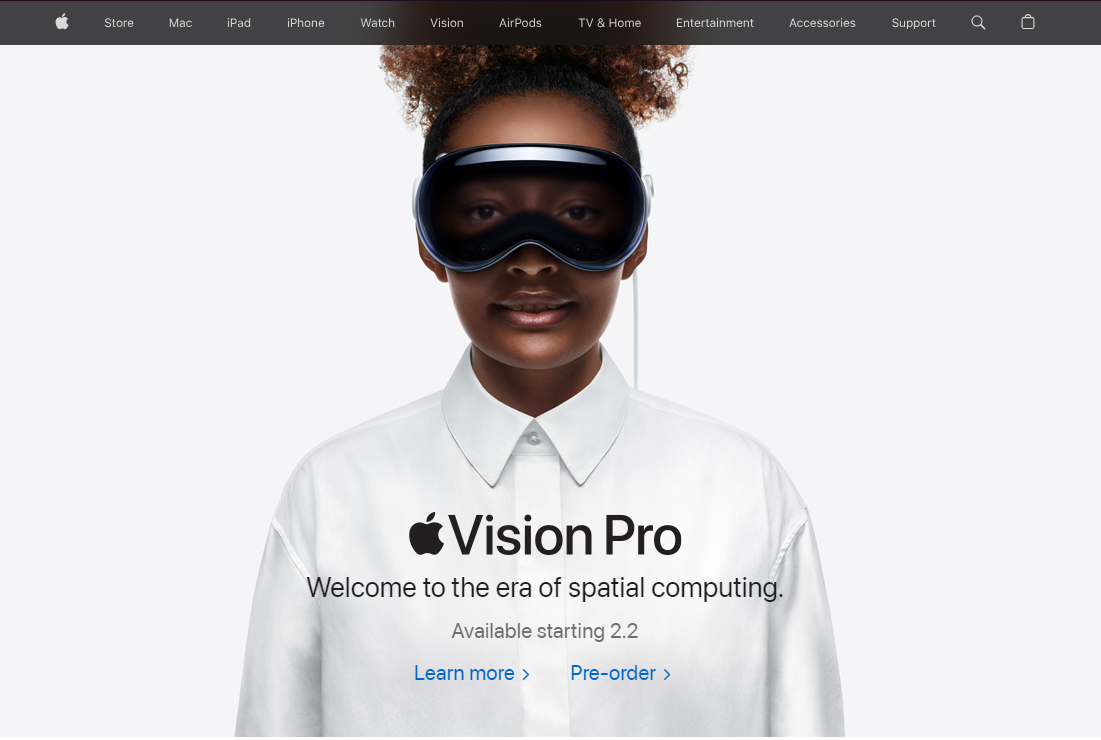 Store Mac iPad iPhone Watch Vision AirPods TV & Home Entertainment Accessories Support
Vision Pro
Welcome to the era of spatial computing.
Available starting 2.2
Learn more > Pre-order >